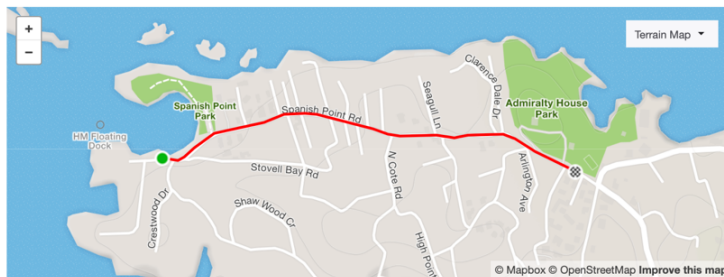 +
−
Terrain Map
Spanish Point
Park
HM Floating
Dock
Spanish Point Rd
Seagull Ln
Clarence Dale Dr
Admiralty House
Park
Stovell Bay Rd
N Cote Rd
Arlington Ave
Crestwood Dr
Shaw Wood Cr
High Point
© Mapbox © OpenStreetMap Improve this map